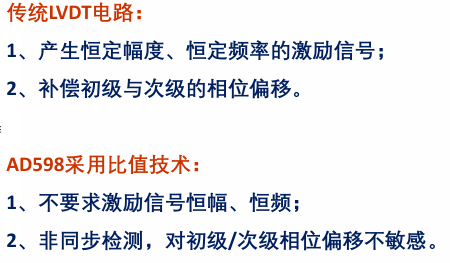 传统LVDT电路：
1、产生恒定幅度、恒定频率的激励信号；
2、补偿初级与次级的相位偏移。
AD598采用比值技术：
1、不要求激励信号恒幅、恒频；
2、非同步检测，对初级/次级相位偏移不敏感。